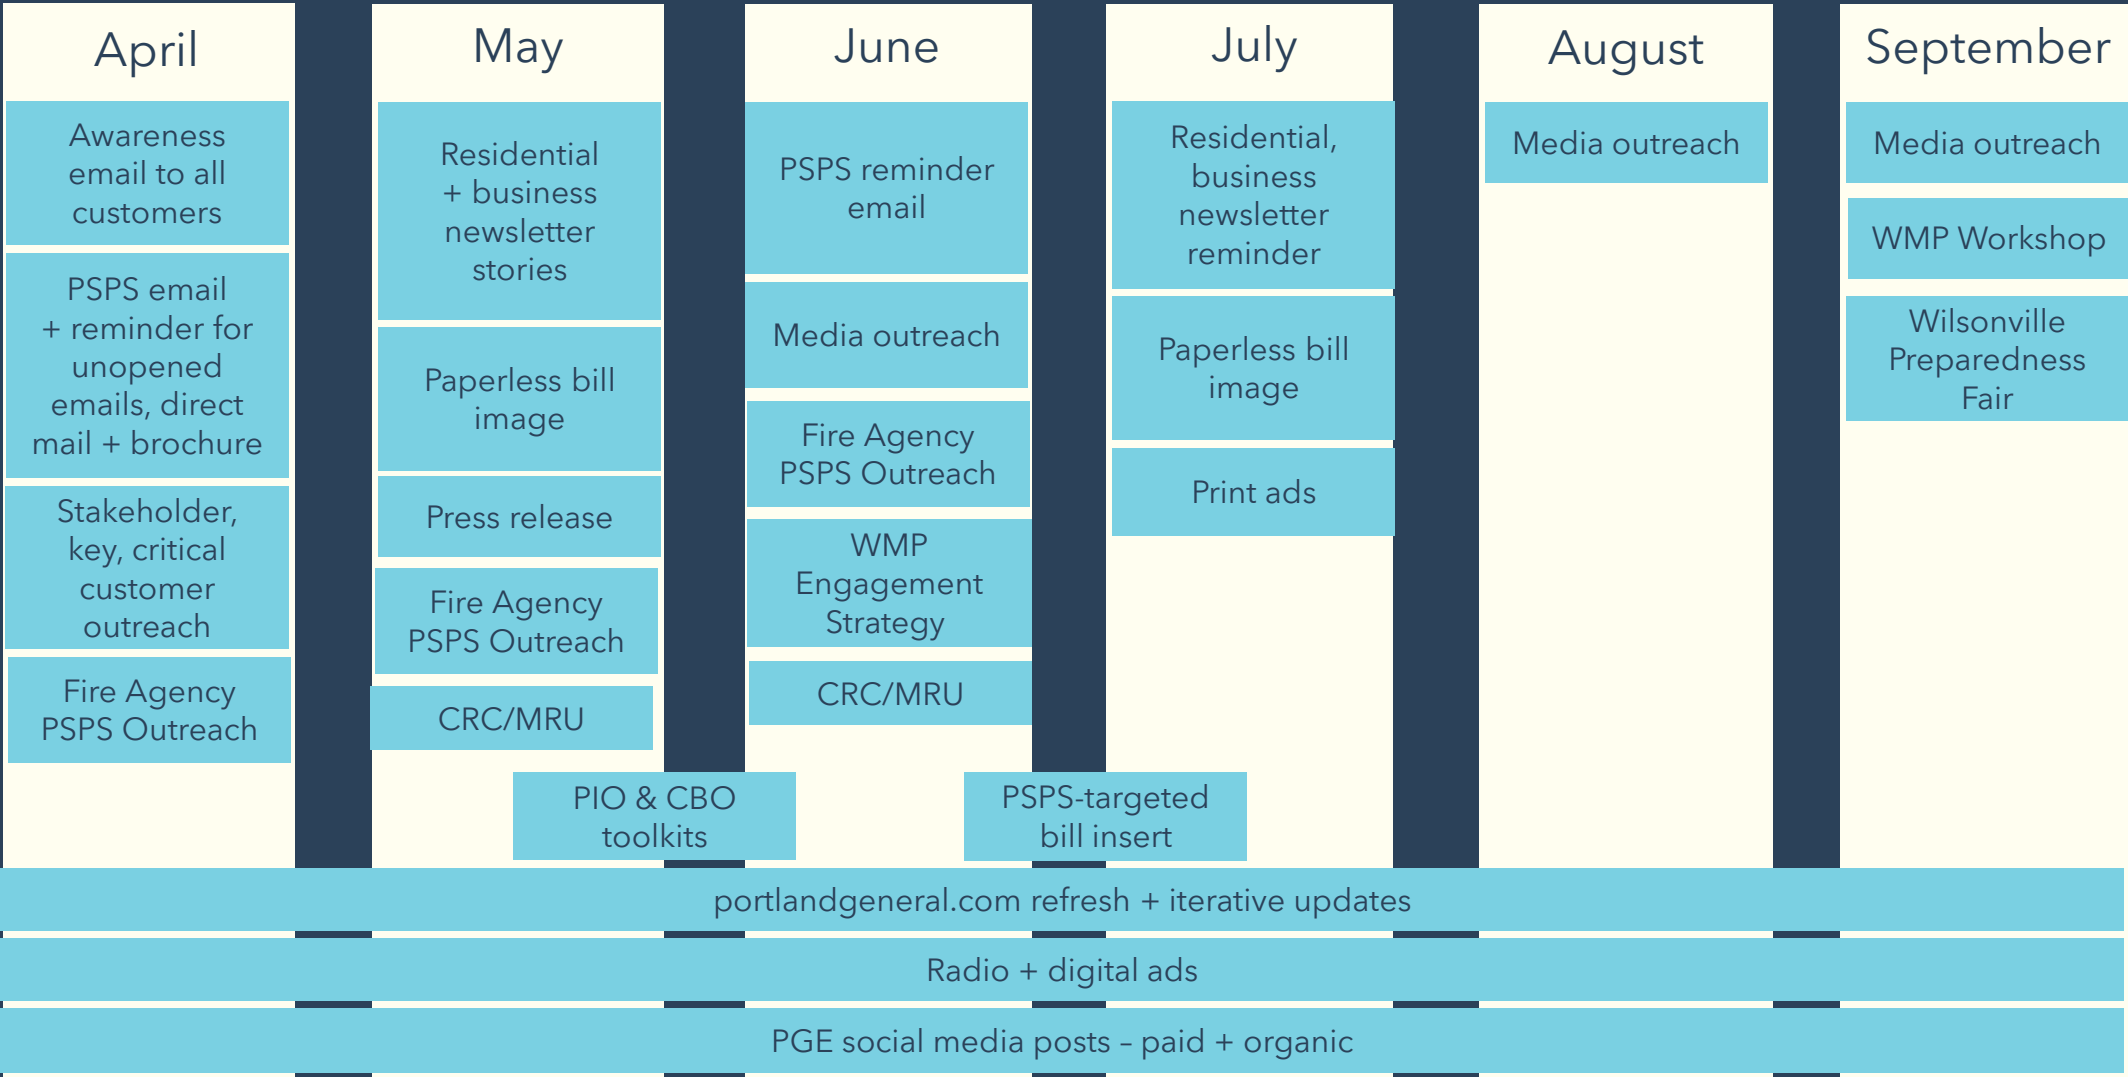 April
Awareness
email to all
customers
PSPS email
+ reminder for
unopened
emails, direct
mail + brochure
Stakeholder,
key, critical
customer
outreach
Fire Agency
PSPS Outreach
May
Residential
+ business
newsletter
stories
Paperless bill
image
Press release
Fire Agency
PSPS Outreach
CRC/MRU
June
PSPS reminder
email
Media outreach
Fire Agency
PSPS Outreach
WMP
Engagement
Strategy
CRC/MRU
July
Residential,
business
newsletter
reminder
Paperless bill
image
Print ads
August
Media outreach
September
Media outreach
WMP Workshop
Wilsonville
Preparedness
Fair
PIO & CBO
toolkits
PSPS-targeted
bill insert
portlandgeneral.com refresh + iterative updates
Radio + digital ads
PGE social media posts – paid + organic